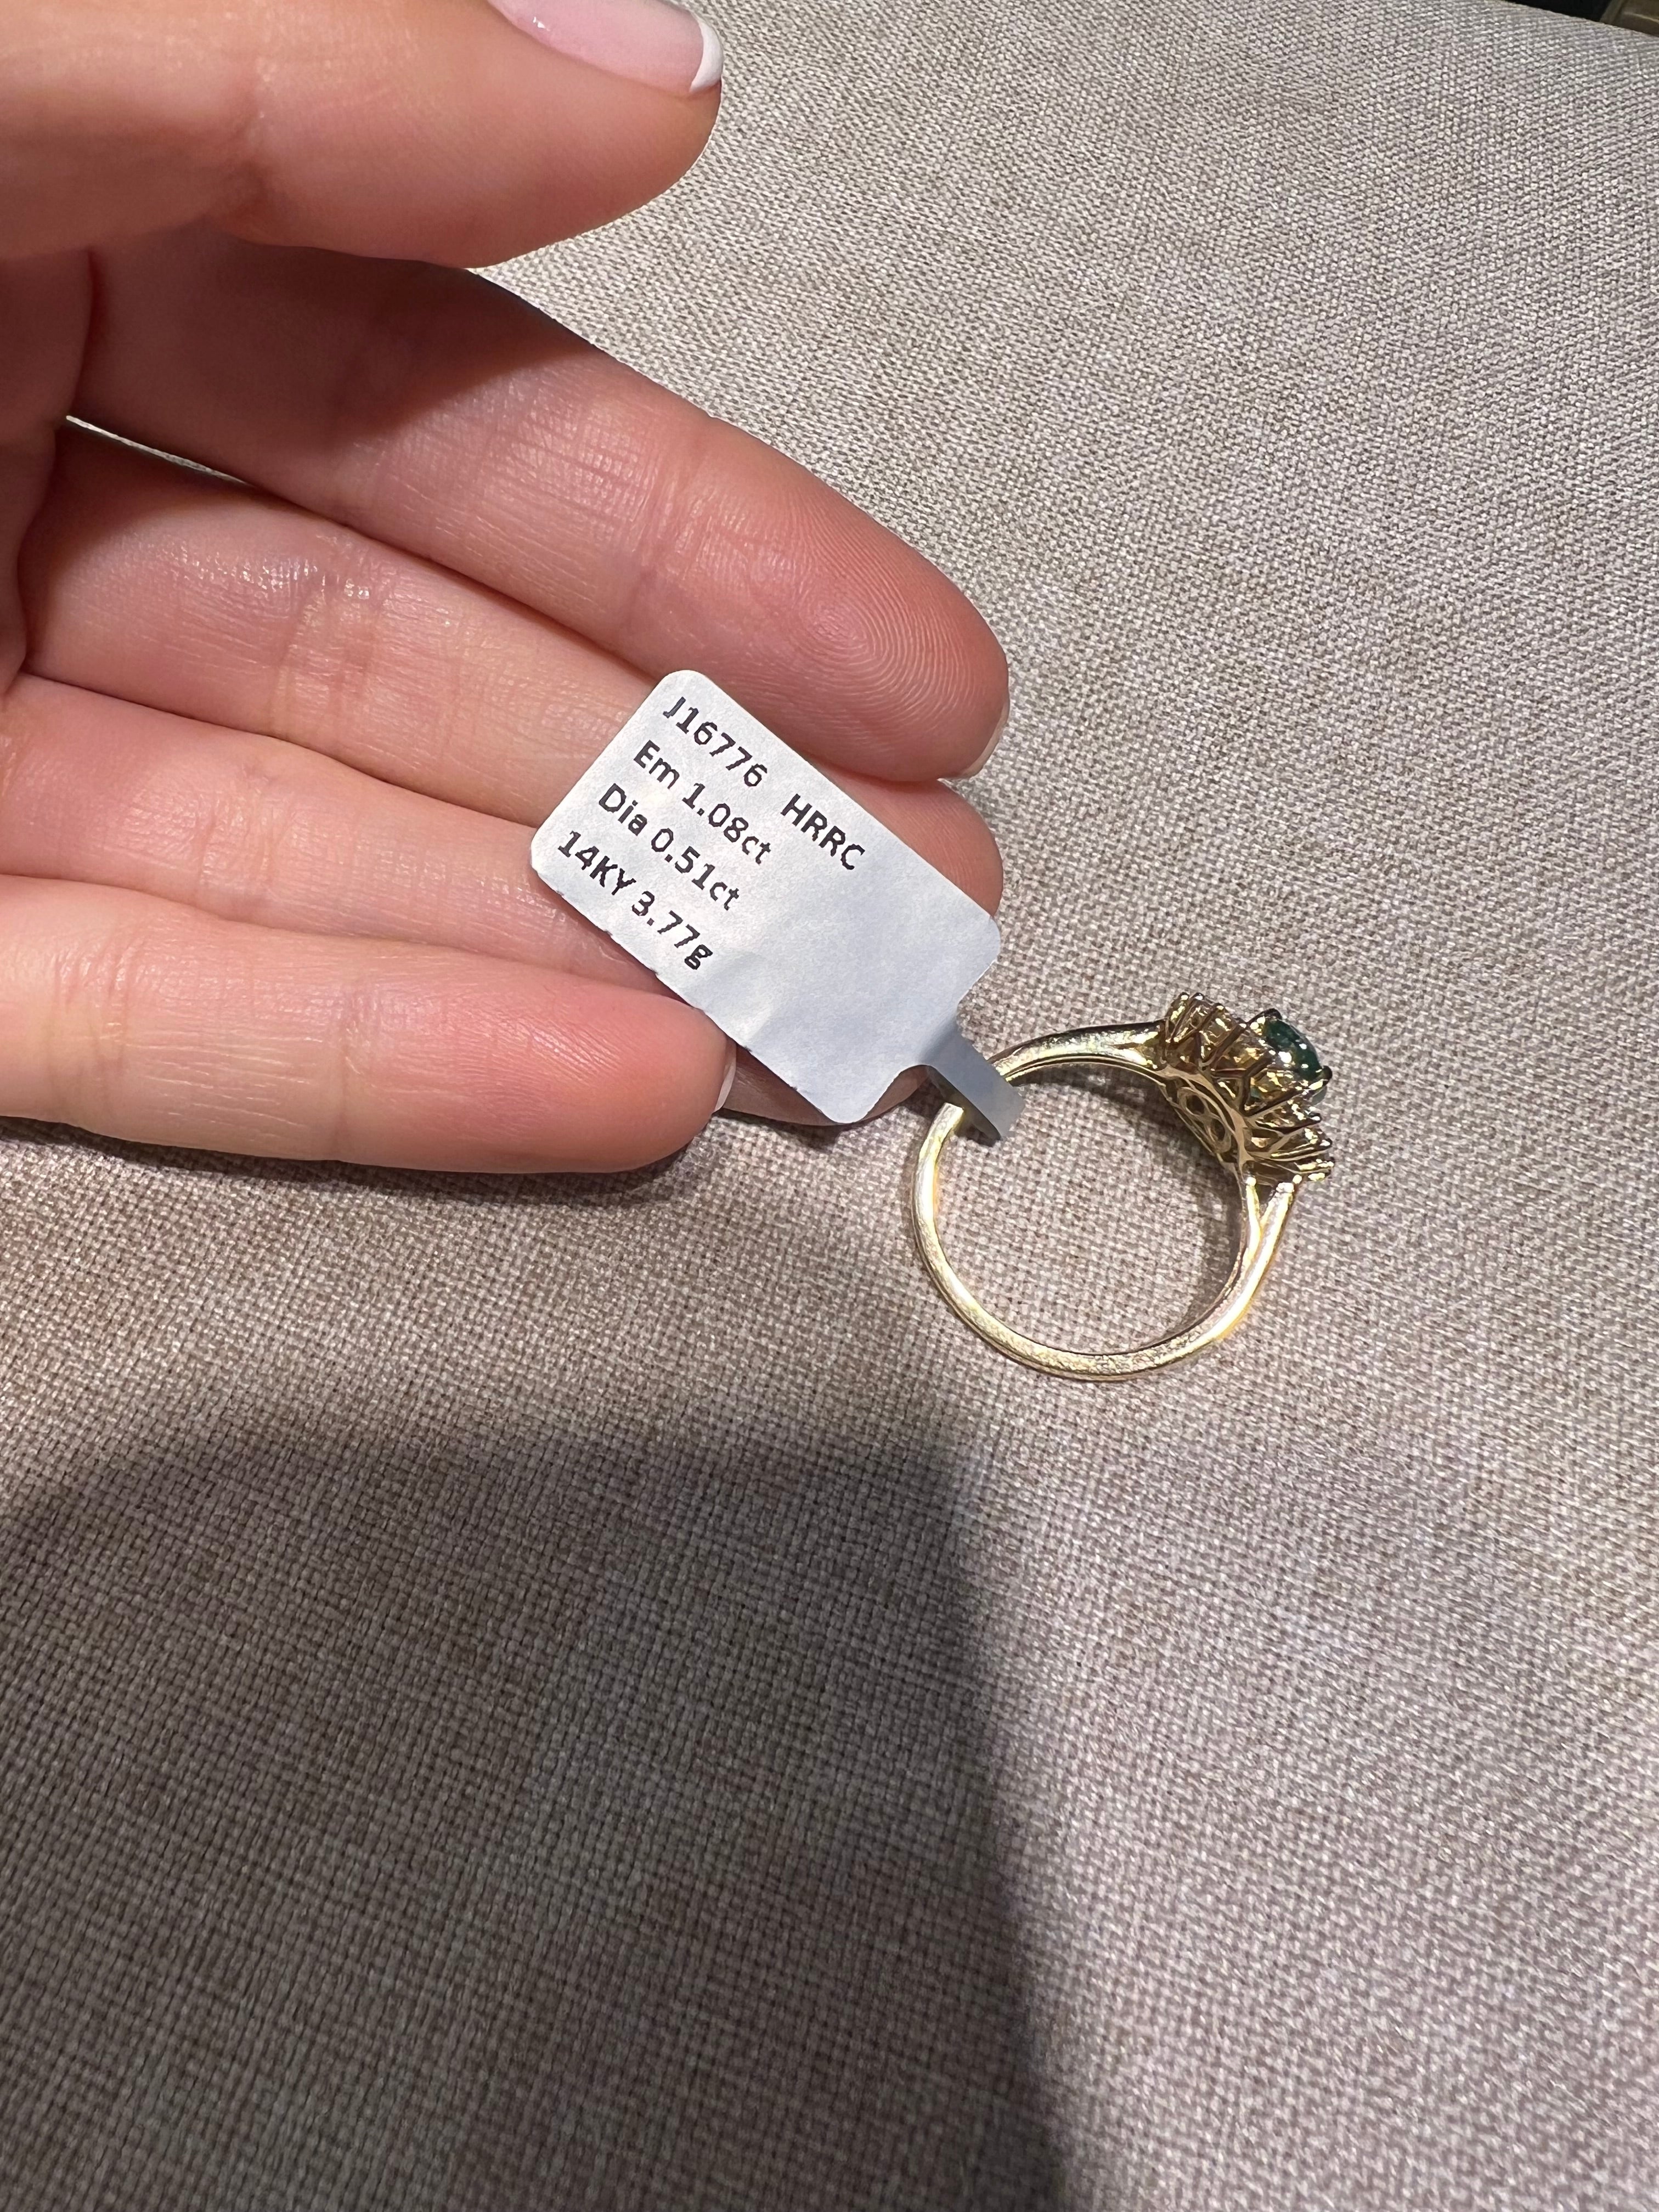 J16776 HRRC
Em 1.08ct
Dia 0.51ct
14KY 3.77g